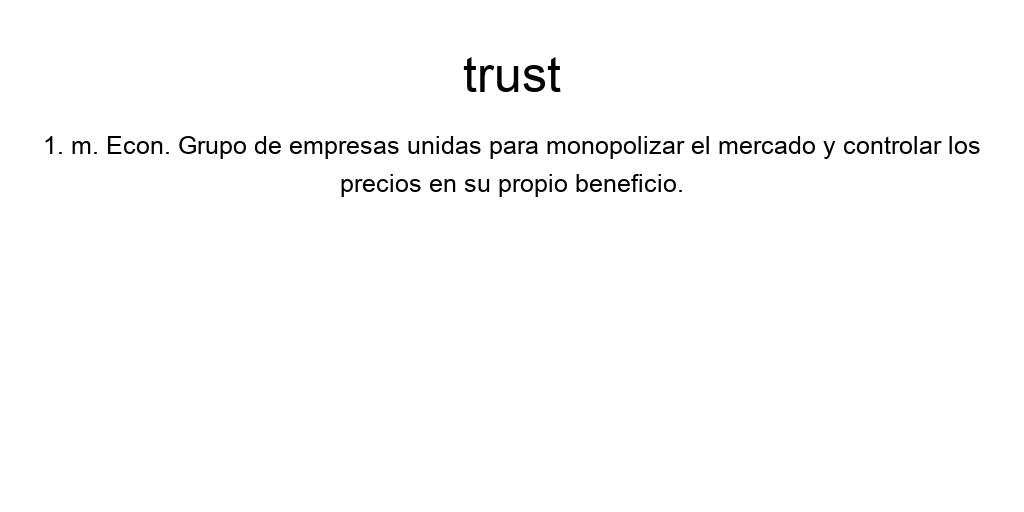 trust
1. m. Econ. Grupo de empresas unidas para monopolizar el mercado y controlar los
precios en su propio beneficio.